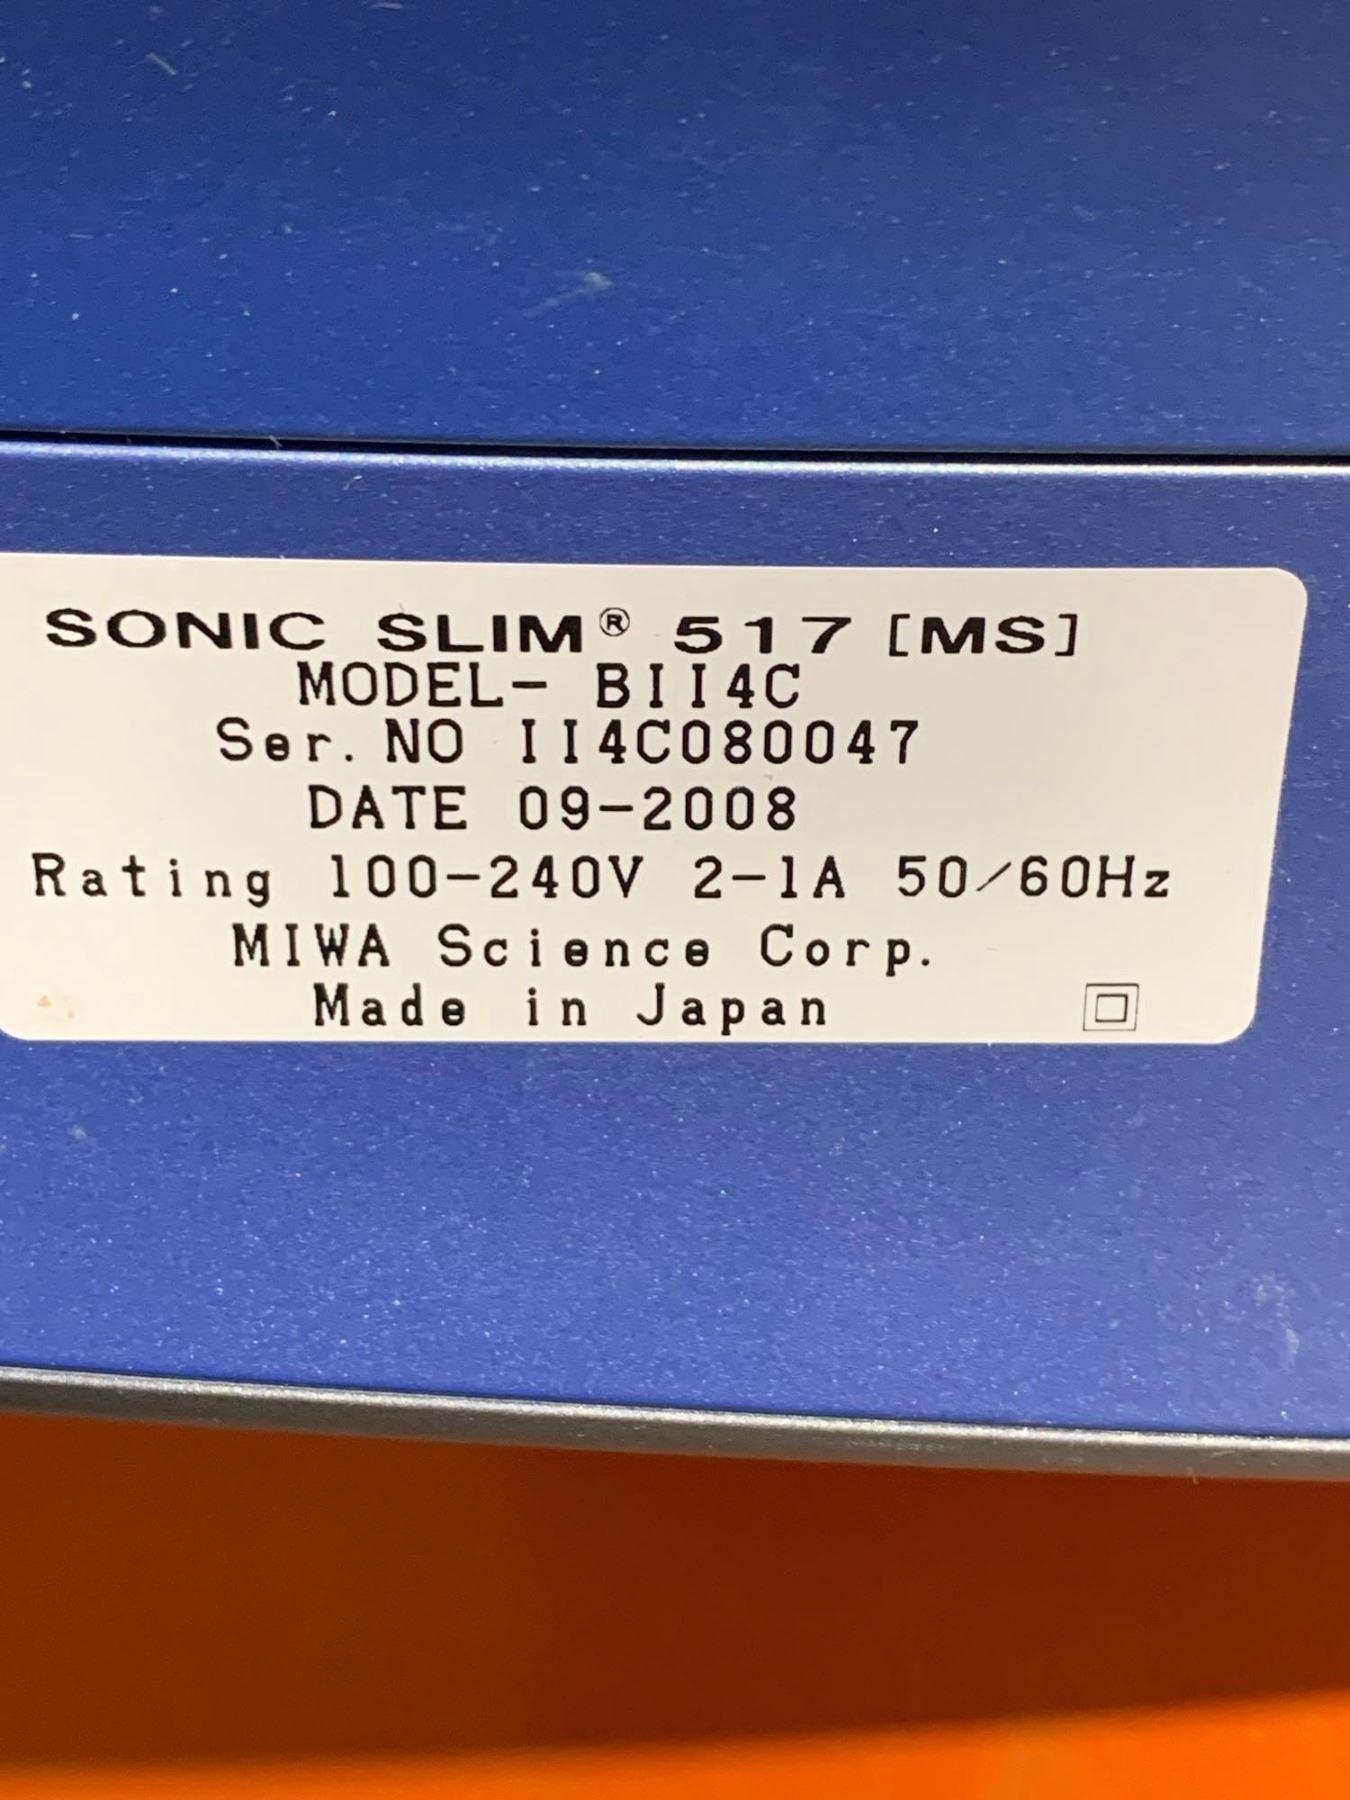 SONIC SLIM® 517 [MS]
MODEL- BII4C
Ser.NO II4C080047
DATE 09-2008
Rating 100-240V 2-1A 50/60Hz
MIWA Science Corp.
Made in Japan